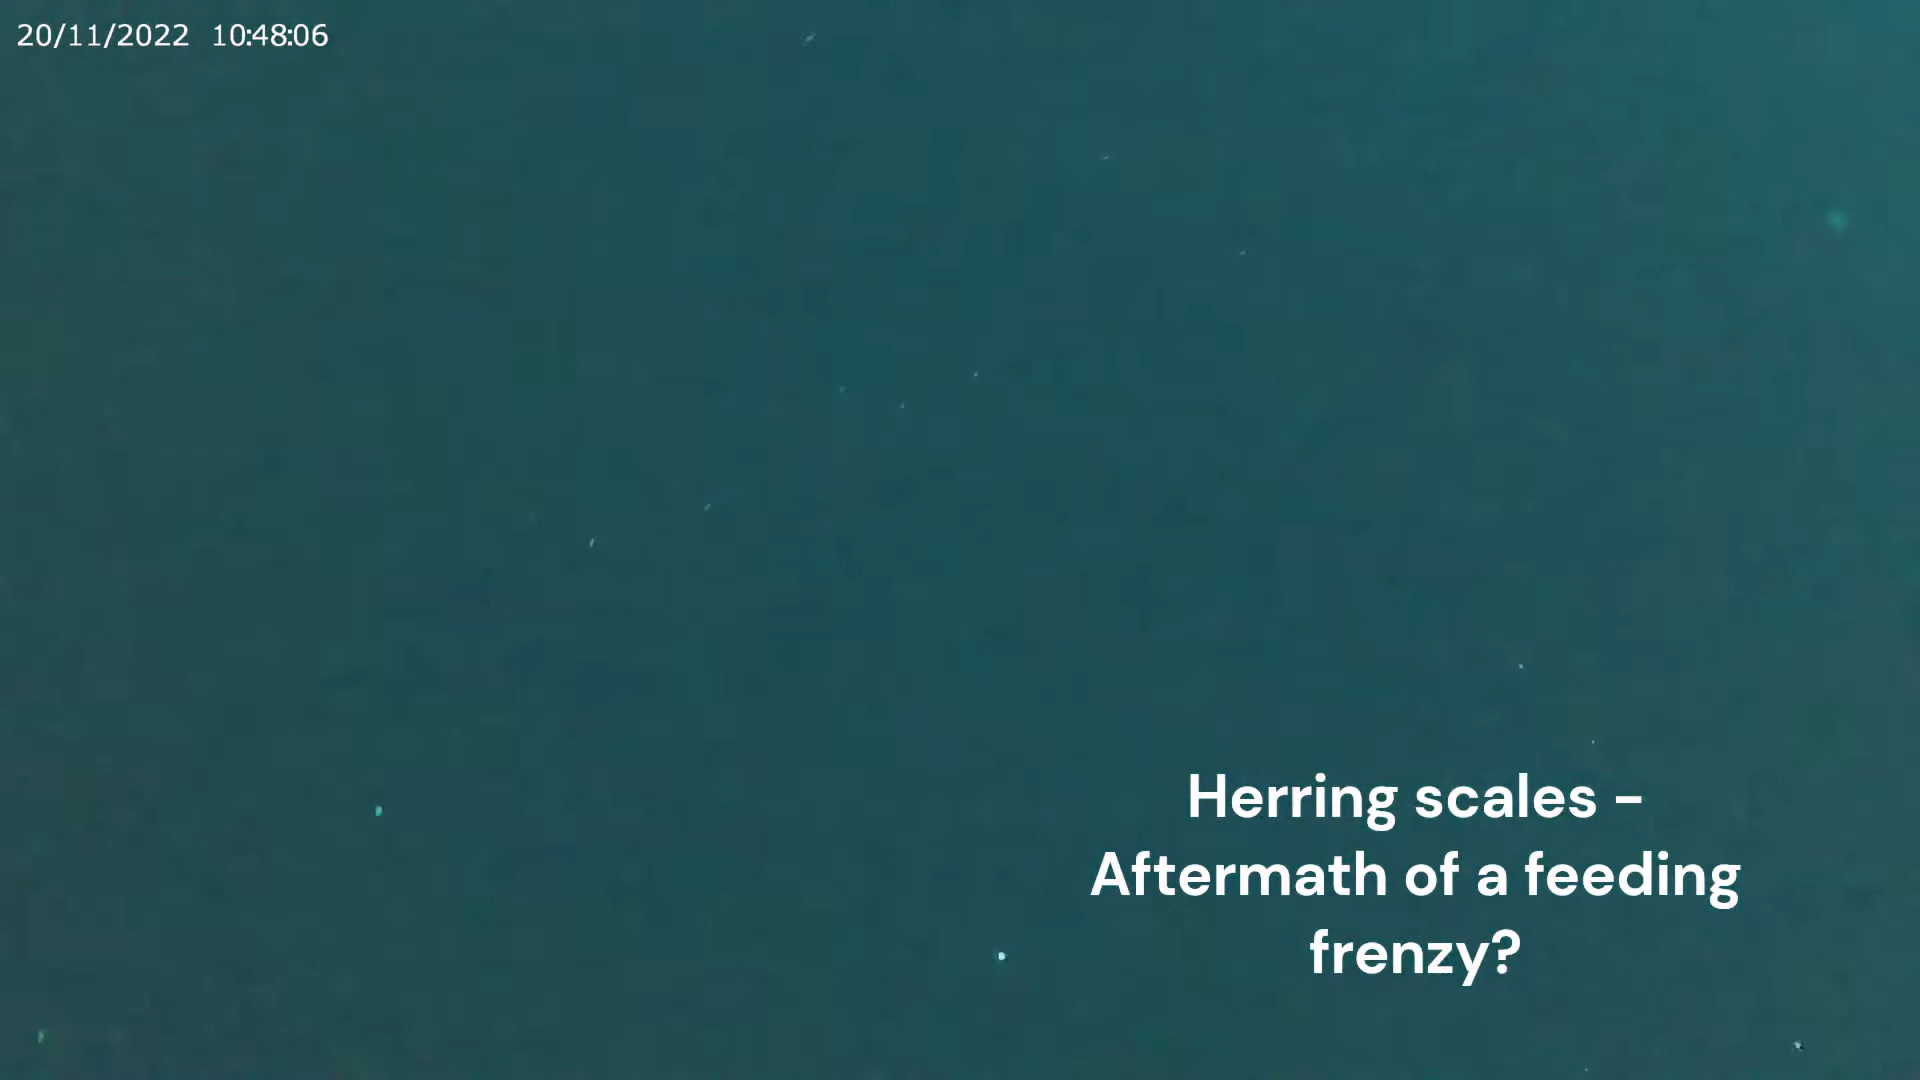 20/11/2022 10:48:06
Herring scales -
Aftermath of a feeding
frenzy?